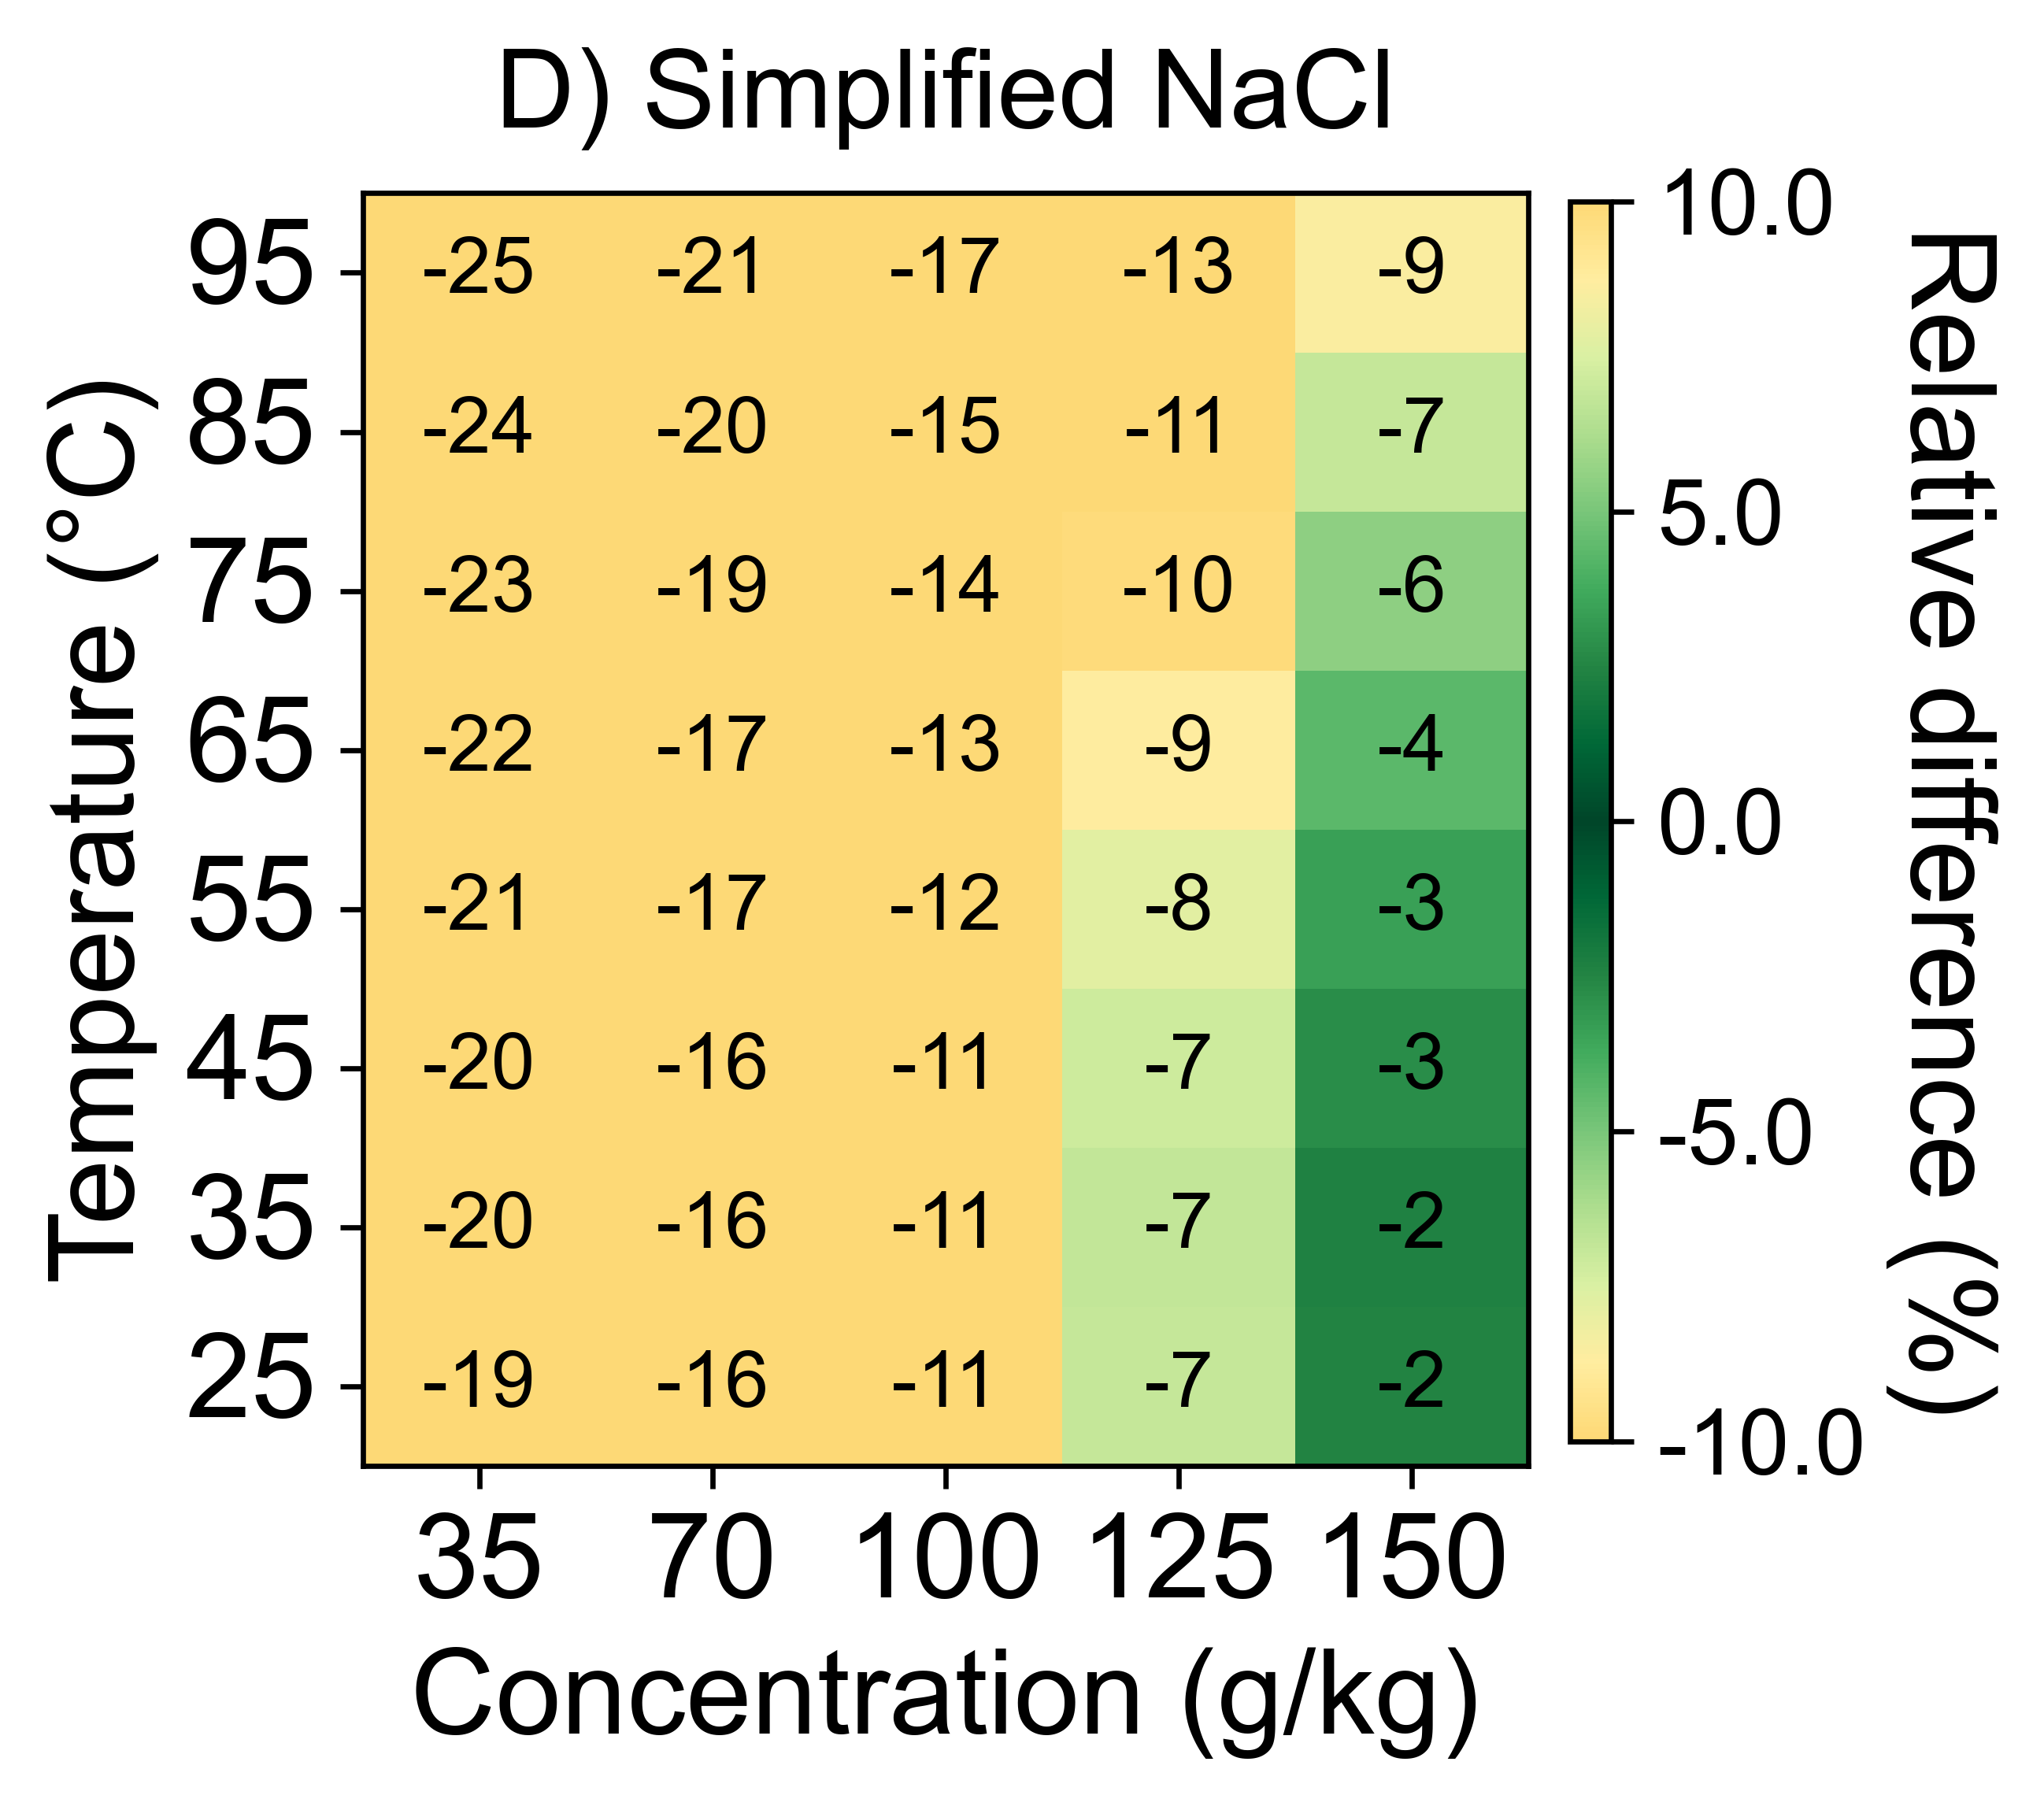 D) Simplified NaCl
Temperature (°C)
95 -25 -21 -17 -13 -9
85 -24 -20 -15 -11 -7
75 -23 -19 -14 -10 -6
65 -22 -17 -13 -9 -4
55 -21 -17 -12 -8 -3
45 -20 -16 -11 -7 -3
35 -20 -16 -11 -7 -2
25 -19 -16 -11 -7 -2
35 70 100 125 150
Concentration (g/kg)
10.0
5.0
0.0
-5.0
-10.0
Relative difference (%)